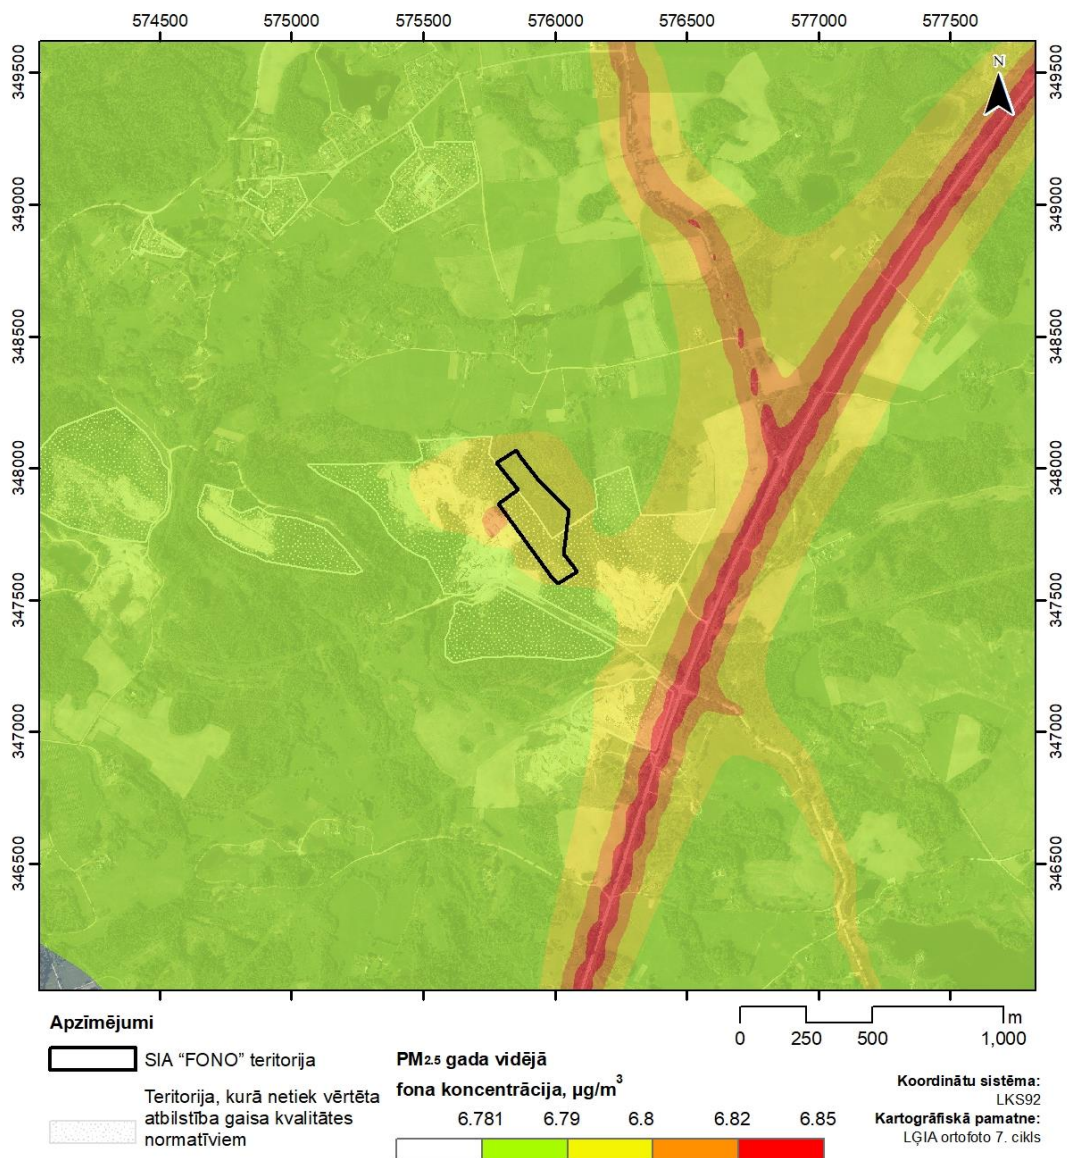 574500 575000 575500 576000 576500 577000 577500
349500 349500
N
349000 349000
348500 348500
348000 348000
347500 347500
347000 347000
346500 346500
Apzīmējumi
SIA “FONO” teritorija
Teritorija, kurā netiek vērtēta
atbilstība gaisa kvalitātes
normatīviem
PM2.5 gada vidējā
fona koncentrācija, µg/m³
6.781 6.79 6.8 6.82 6.85
m
0 250 500 1,000
Koordinātu sistēma:
LKS92
Kartogrāfiskā pamatne:
LĢIA ortofoto 7. cikls